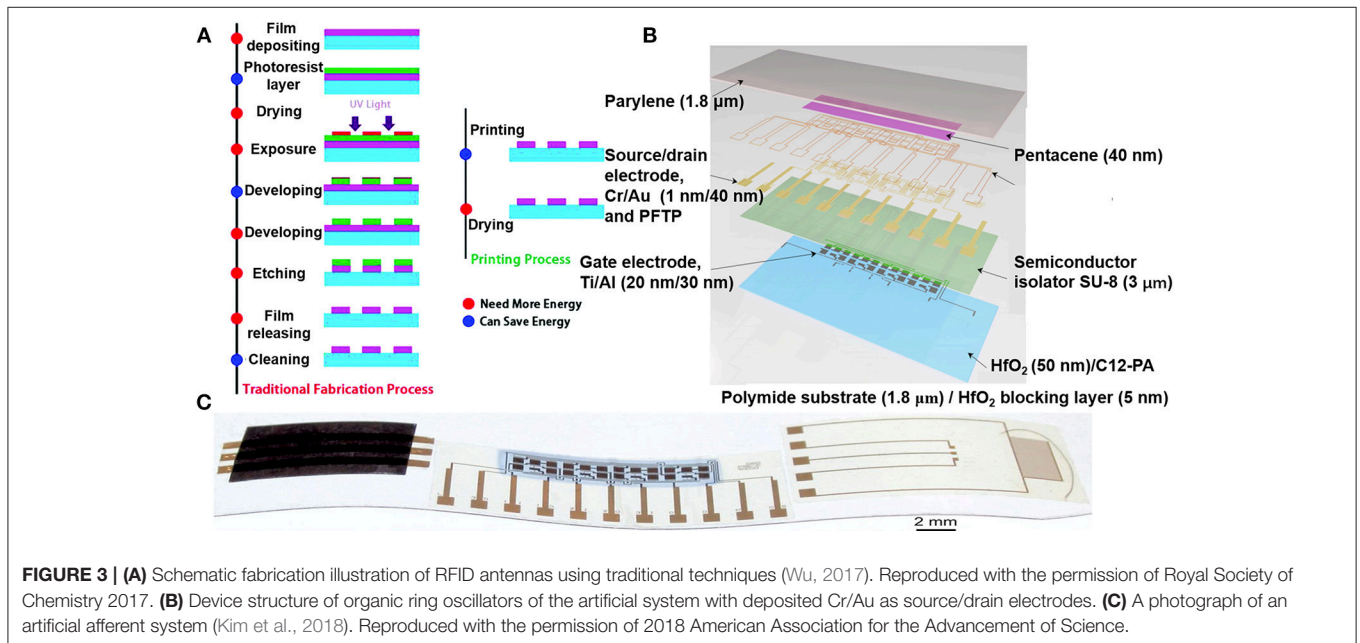 A
Film
depositing
Photoresist
layer
Drying
UV Light
Exposure
Developing
Developing
Etching
Film
releasing
Cleaning
Traditional Fabrication Process
Printing
Drying
Printing Process
Need More Energy
Can Save Energy
B
Parylene (1.8 µm)
Pentacene (40 nm)
Source/drain
electrode,
Cr/Au (1 nm/40 nm)
and PFTP
Gate electrode,
Ti/Al (20 nm/30 nm)
Semiconductor
isolator SU-8 (3 µm)
HfO₂ (50 nm)/C12-PA
Polymide substrate (1.8 µm) / HfO₂ blocking layer (5 nm)
C
2 mm
FIGURE 3 | (A) Schematic fabrication illustration of RFID antennas using traditional techniques (Wu, 2017). Reproduced with the permission of Royal Society of
Chemistry 2017. (B) Device structure of organic ring oscillators of the artificial system with deposited Cr/Au as source/drain electrodes. (C) A photograph of an
artificial afferent system (Kim et al., 2018). Reproduced with the permission of 2018 American Association for the Advancement of Science.